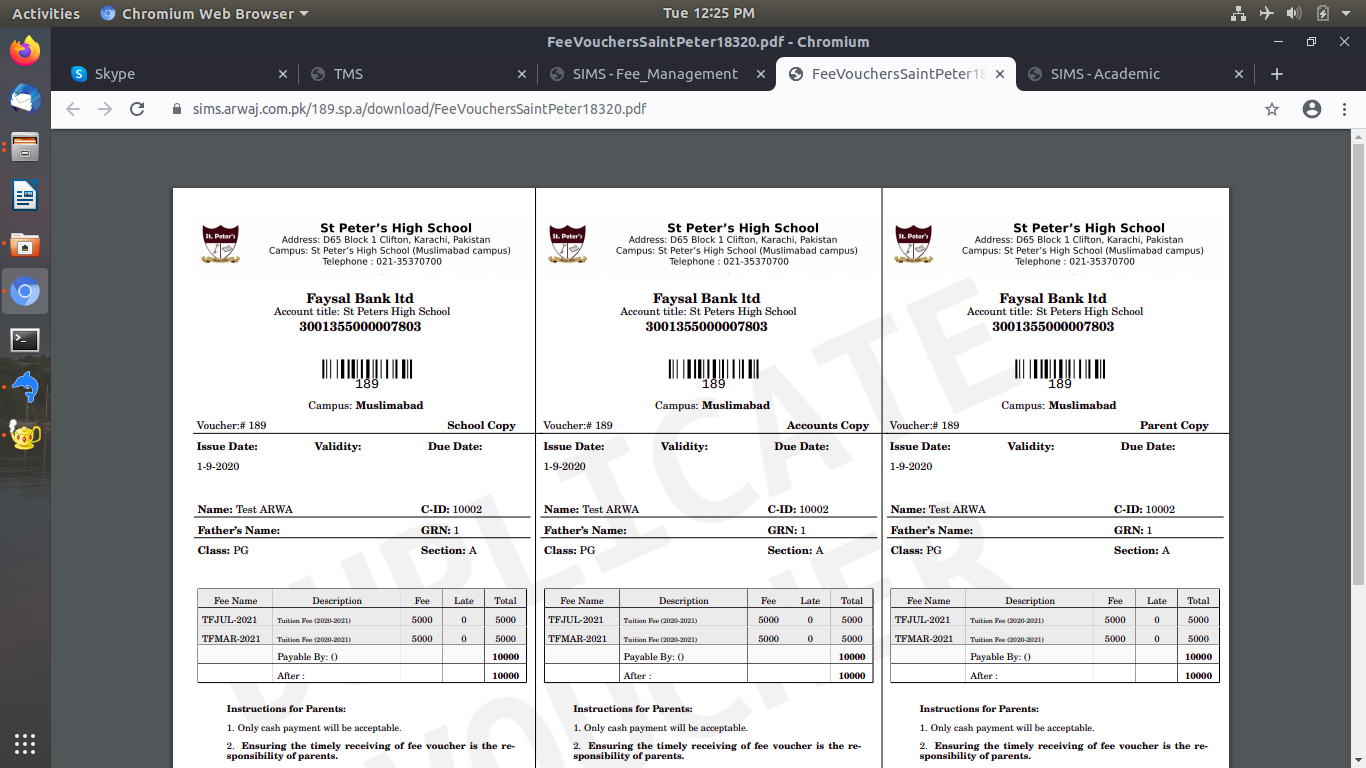 Activities Chromium Web Browser Tue 12:25 PM
FeeVouchersSaintPeter18320.pdf - Chromium
Skype TMS SIMS - Fee_Management FeeVouchersSaintPeter18 SIMS - Academic
sims.arwaj.com.pk/189.sp.a/download/FeeVouchersSaintPeter18320.pdf
DUPLICATE
VOUCHER
St. Peter's
St Peter's High School
Address: D65 Block 1 Clifton, Karachi, Pakistan
Campus: St Peter's High School (Muslimabad campus)
Telephone : 021-35370700
Faysal Bank ltd
Account title: St Peters High School
3001355000007803
189
Campus: Muslimabad
Voucher:# 189 School Copy
Issue Date: Validity: Due Date:
1-9-2020
Name: Test ARWA C-ID: 10002
Father's Name: GRN: 1
Class: PG Section: A
Fee Name Description Fee Late Total
TFJUL-2021 Tuition Fee (2020-2021) 5000 0 5000
TFMAR-2021 Tuition Fee (2020-2021) 5000 0 5000
Payable By: () 10000
After : 10000
Instructions for Parents:
1. Only cash payment will be acceptable.
2. Ensuring the timely receiving of fee voucher is the re-
sponsibility of parents.
St. Peter's
St Peter's High School
Address: D65 Block 1 Clifton, Karachi, Pakistan
Campus: St Peter's High School (Muslimabad campus)
Telephone : 021-35370700
Faysal Bank ltd
Account title: St Peters High School
3001355000007803
189
Campus: Muslimabad
Voucher:# 189 Accounts Copy
Issue Date: Validity: Due Date:
1-9-2020
Name: Test ARWA C-ID: 10002
Father's Name: GRN: 1
Class: PG Section: A
Fee Name Description Fee Late Total
TFJUL-2021 Tuition Fee (2020-2021) 5000 0 5000
TFMAR-2021 Tuition Fee (2020-2021) 5000 0 5000
Payable By: () 10000
After : 10000
Instructions for Parents:
1. Only cash payment will be acceptable.
2. Ensuring the timely receiving of fee voucher is the re-
sponsibility of parents.
St. Peter's
St Peter's High School
Address: D65 Block 1 Clifton, Karachi, Pakistan
Campus: St Peter's High School (Muslimabad campus)
Telephone : 021-35370700
Faysal Bank ltd
Account title: St Peters High School
3001355000007803
189
Campus: Muslimabad
Voucher:# 189 Parent Copy
Issue Date: Validity: Due Date:
1-9-2020
Name: Test ARWA C-ID: 10002
Father's Name: GRN: 1
Class: PG Section: A
Fee Name Description Fee Late Total
TFJUL-2021 Tuition Fee (2020-2021) 5000 0 5000
TFMAR-2021 Tuition Fee (2020-2021) 5000 0 5000
Payable By: () 10000
After : 10000
Instructions for Parents:
1. Only cash payment will be acceptable.
2. Ensuring the timely receiving of fee voucher is the re-
sponsibility of parents.